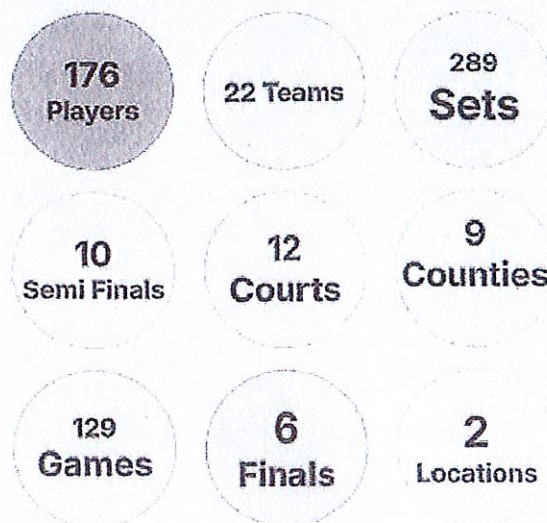 176
Players
22 Teams
289
Sets
10
Semi Finals
12
Courts
9
Counties
129
Games
6
Finals
2
Locations